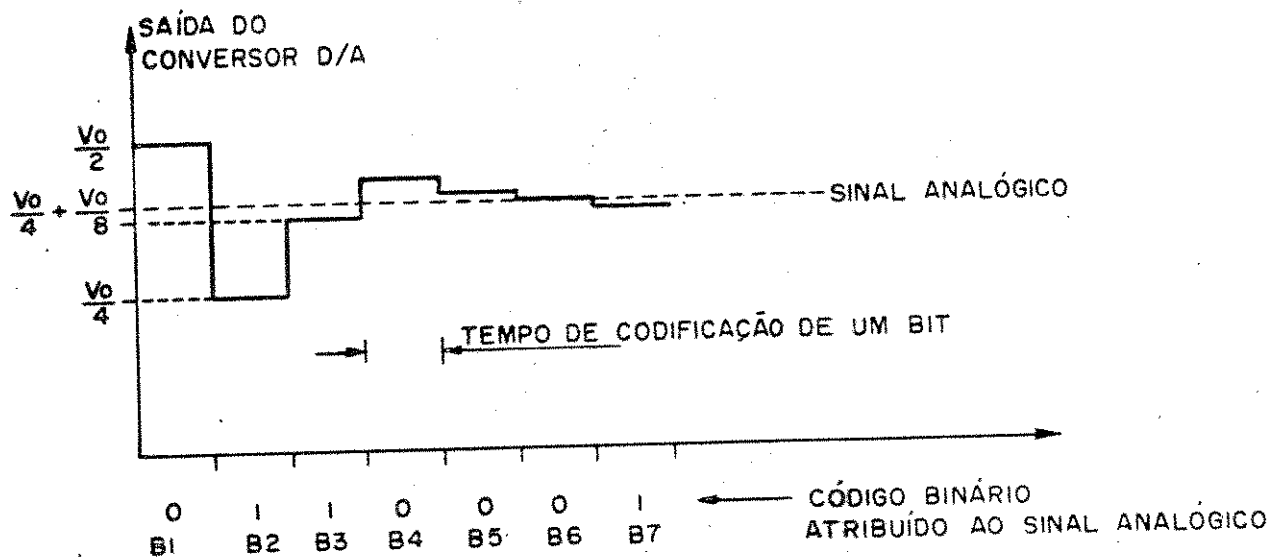 SAÍDA DO
CONVERSOR D/A
Vo/2
Vo/4 + Vo/8
SINAL ANALÓGICO
Vo/4
TEMPO DE CODIFICAÇÃO DE UM BIT
0 1 1 0 0 0 1
B1 B2 B3 B4 B5 B6 B7
CÓDIGO BINÁRIO
ATRIBUÍDO AO SINAL ANALÓGICO